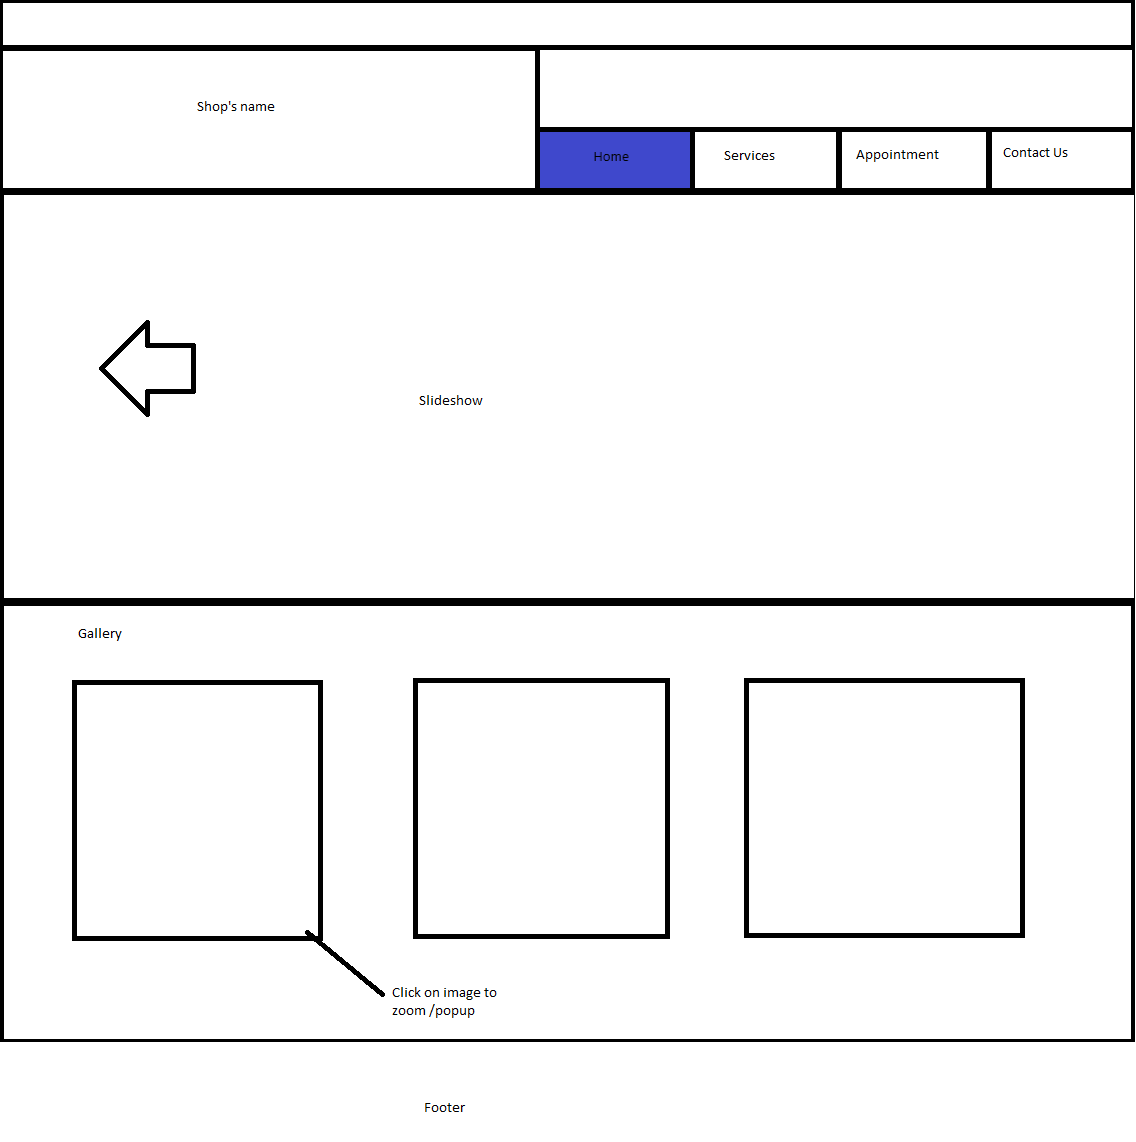 Shop's name
Home
Services
Appointment
Contact Us
Slideshow
Gallery
Click on image to
zoom /popup
Footer